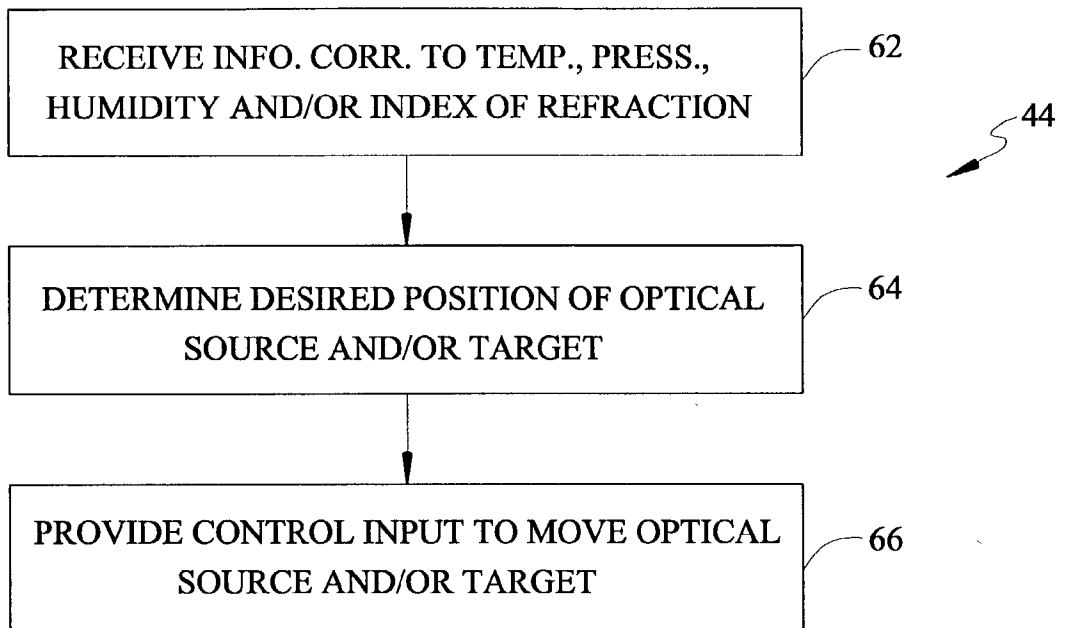 RECEIVE INFO. CORR. TO TEMP., PRESS.,
HUMIDITY AND/OR INDEX OF REFRACTION
62
44
DETERMINE DESIRED POSITION OF OPTICAL
SOURCE AND/OR TARGET
64
PROVIDE CONTROL INPUT TO MOVE OPTICAL
SOURCE AND/OR TARGET
66